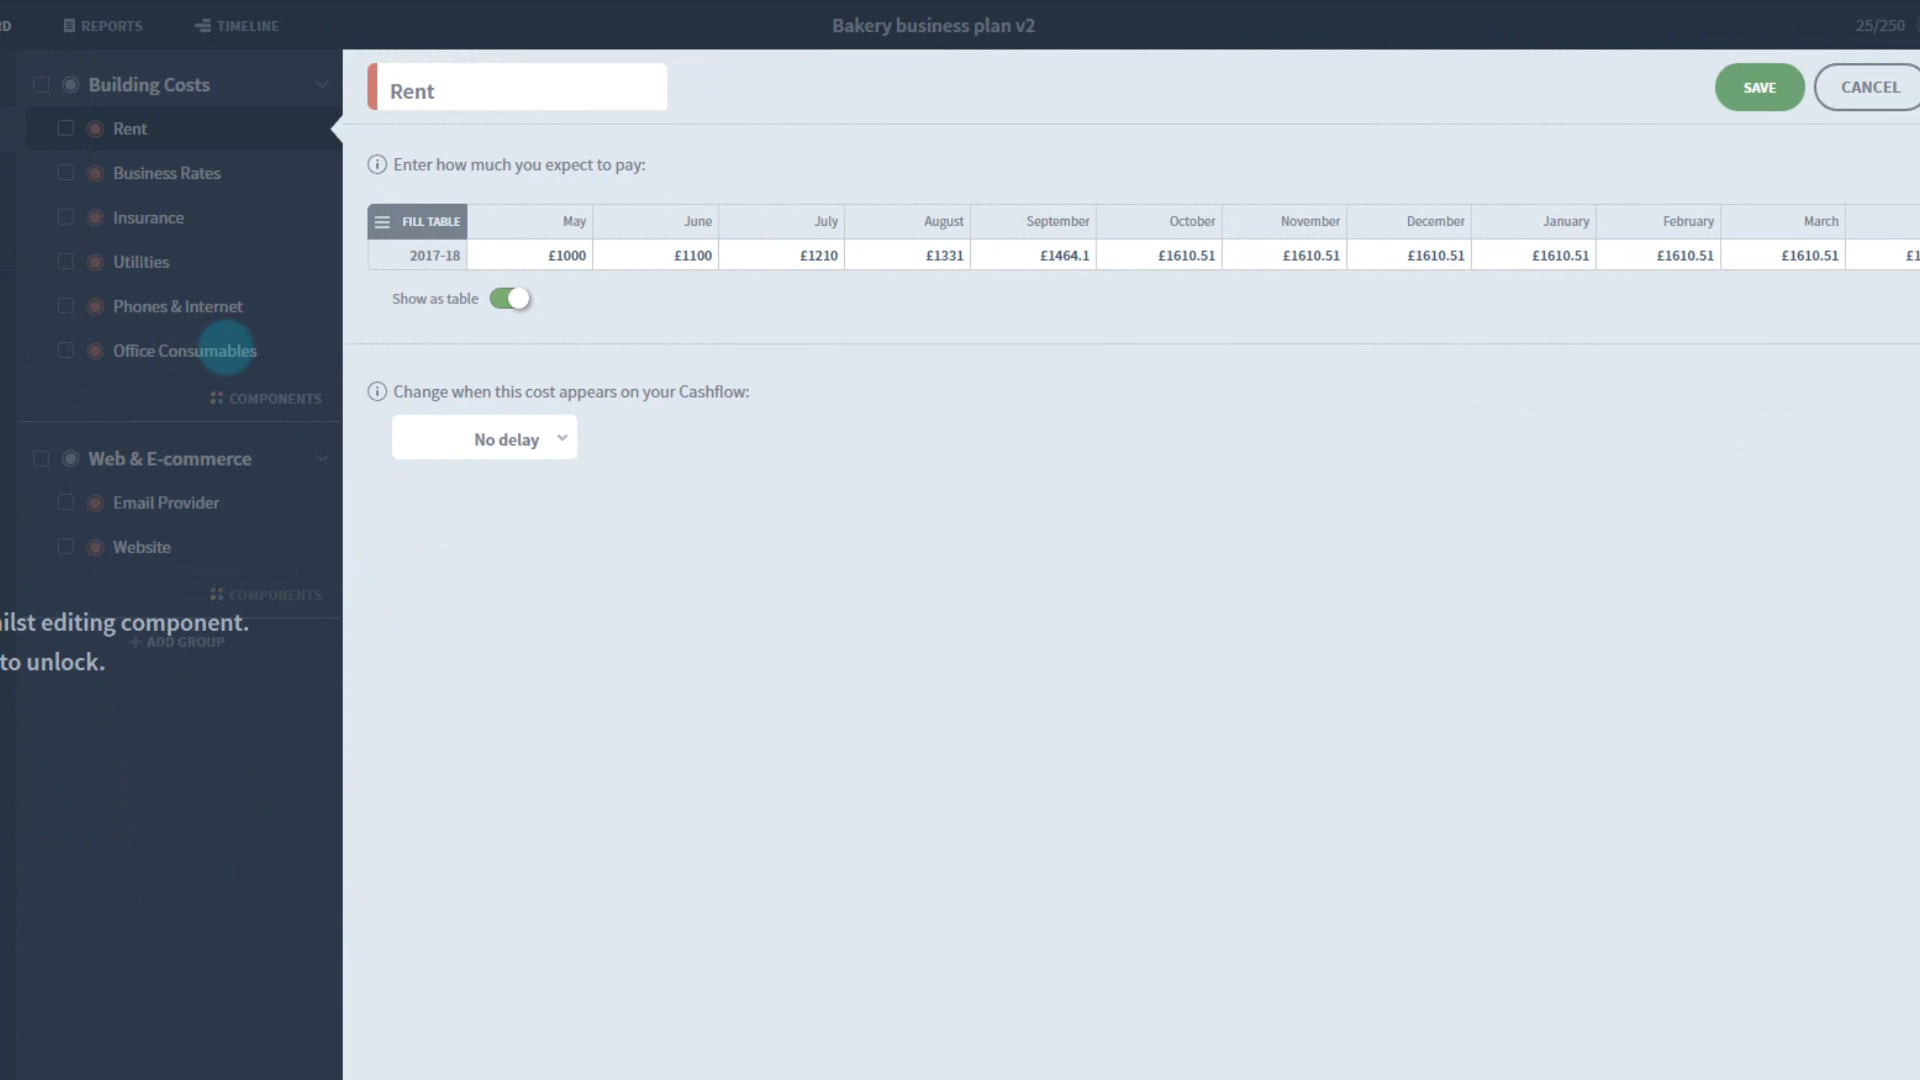 REPORTS
TIMELINE
Bakery business plan v2
25/250
Building Costs
Rent
Business Rates
Insurance
Utilities
Phones & Internet
Office Consumables
COMPONENTS
Web & E-commerce
Email Provider
Website
COMPONENTS
editing component.
ADD GROUP
to unlock.
Rent
SAVE
CANCEL
Enter how much you expect to pay:
FILL TABLE May June July August September October November December January February March
2017-18 £1000 £1100 £1210 £1331 £1464.1 £1610.51 £1610.51 £1610.51 £1610.51 £1610.51 £1610.51
Show as table
Change when this cost appears on your Cashflow:
No delay